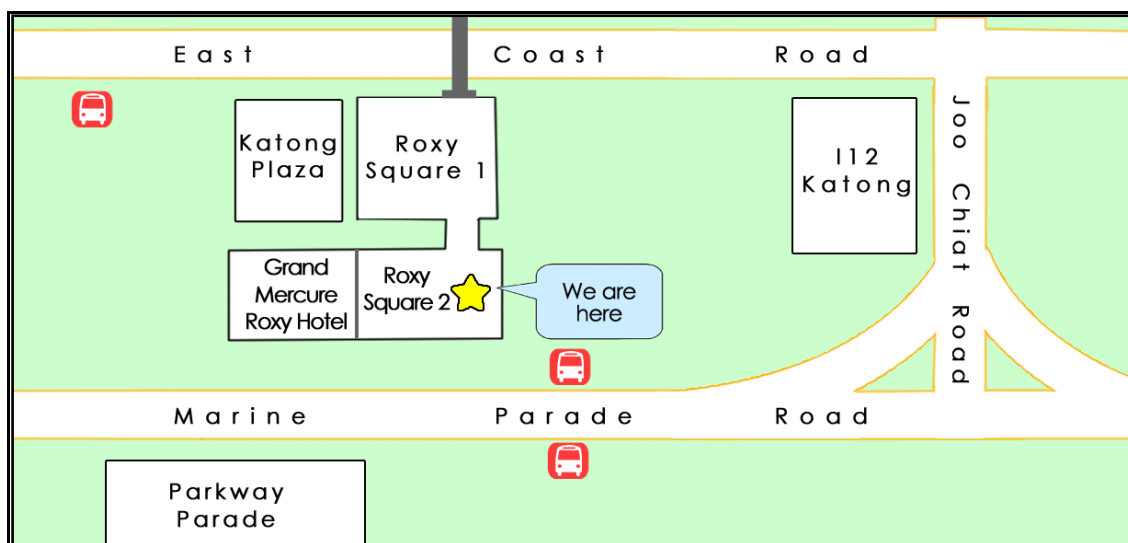 East Coast Road
Katong
Plaza
Roxy
Square 1
I12
Katong
Joo Chiat Road
Grand
Mercure
Roxy Hotel
Roxy
Square 2
We are
here
Marine Parade Road
Parkway
Parade